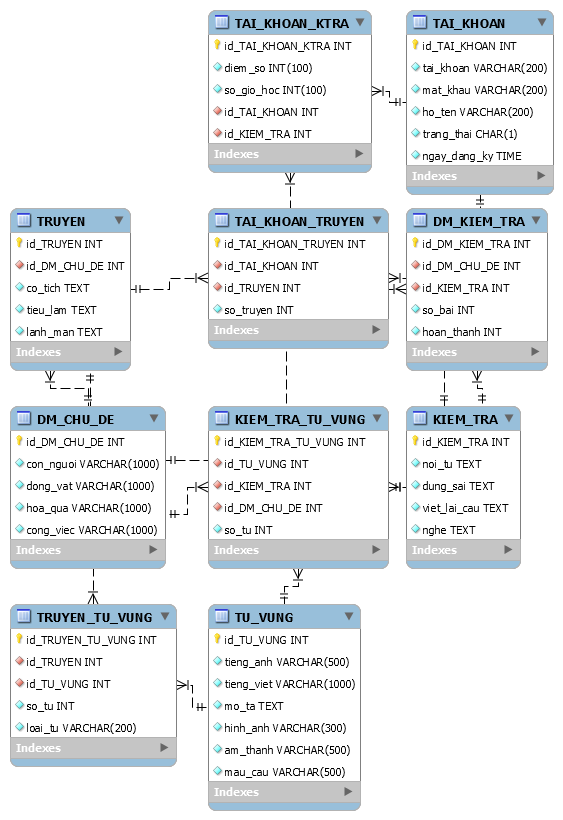 TAI_KHOAN_KTRA
id_TAI_KHOAN_KTRA INT
diem_so INT(100)
so_gio_hoc INT(100)
id_TAI_KHOAN INT
id_KIEM_TRA INT
Indexes
TAI_KHOAN
id_TAI_KHOAN INT
tai_khoan VARCHAR(200)
mat_khau VARCHAR(200)
ho_ten VARCHAR(200)
trang_thai CHAR(1)
ngay_dang_ky TIME
Indexes
TRUYEN
id_TRUYEN INT
id_DM_CHU_DE INT
co_tich TEXT
tieu_lam TEXT
lanh_man TEXT
Indexes
TAI_KHOAN_TRUYEN
id_TAI_KHOAN_TRUYEN INT
id_TAI_KHOAN INT
id_TRUYEN INT
so_truyen INT
Indexes
DM_KIEM_TRA
id_DM_KIEM_TRA INT
id_DM_CHU_DE INT
id_KIEM_TRA INT
so_bai INT
hoan_thanh INT
Indexes
DM_CHU_DE
id_DM_CHU_DE INT
con_nguoi VARCHAR(1000)
dong_vat VARCHAR(1000)
hoa_qua VARCHAR(1000)
cong_viec VARCHAR(1000)
Indexes
KIEM_TRA_TU_VUNG
id_KIEM_TRA_TU_VUNG INT
id_TU_VUNG INT
id_KIEM_TRA INT
id_DM_CHU_DE INT
so_tu INT
Indexes
KIEM_TRA
id_KIEM_TRA INT
noi_tu TEXT
dung_sai TEXT
viet_lai_cau TEXT
nghe TEXT
Indexes
TRUYEN_TU_VUNG
id_TRUYEN_TU_VUNG INT
id_TRUYEN INT
id_TU_VUNG INT
so_tu INT
loai_tu VARCHAR(200)
Indexes
TU_VUNG
id_TU_VUNG INT
tieng_anh VARCHAR(500)
tieng_viet VARCHAR(1000)
mo_ta TEXT
hinh_anh VARCHAR(300)
am_thanh VARCHAR(500)
mau_cau VARCHAR(500)